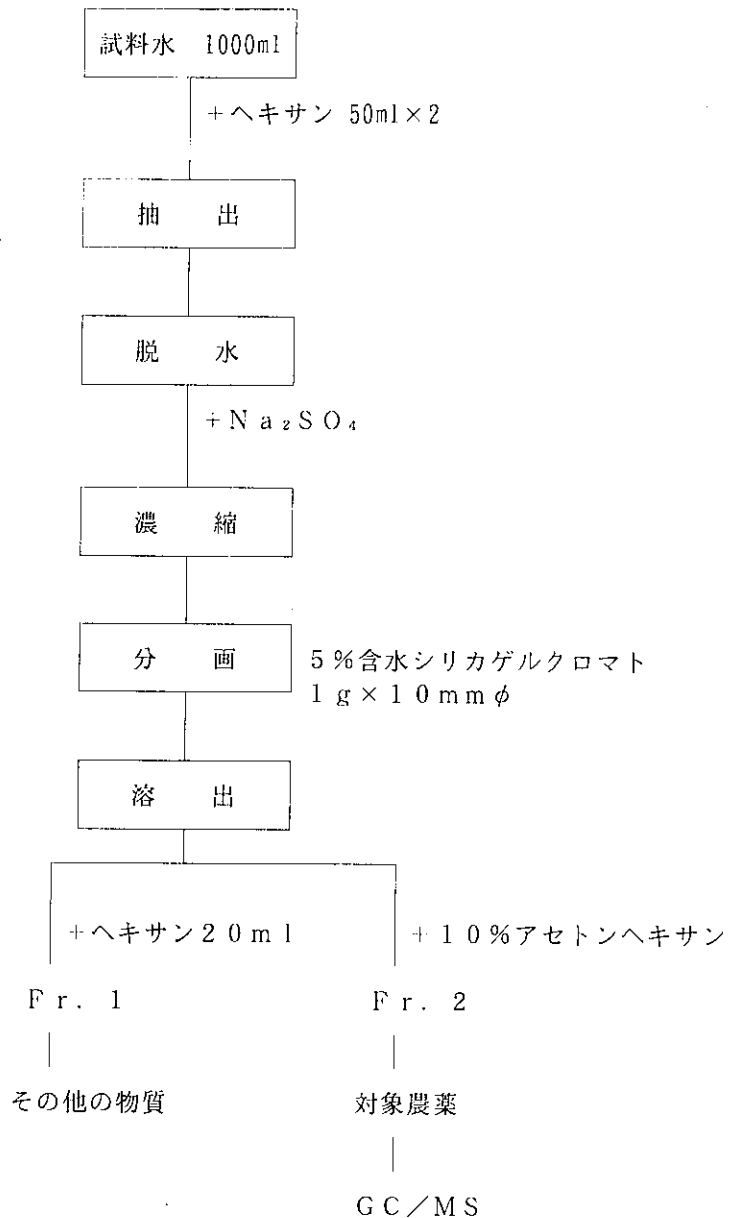 試料水 1000ml
+ヘキサン 50ml×2
抽 出
脱 水
+Na₂SO₄
濃 縮
分 画
5%含水シリカゲルクロマト
1g×10mmφ
溶 出
+ヘキサン20ml
+10%アセトンヘキサン
Fr. 1
Fr. 2
その他の物質
対象農薬
GC/MS